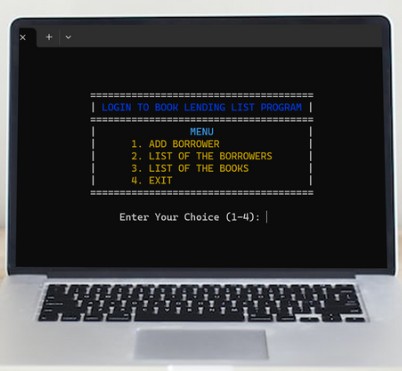 LOGIN TO BOOK LENDING LIST PROGRAM
MENU
1. ADD BORROWER
2. LIST OF THE BORROWERS
3. LIST OF THE BOOKS
4. EXIT
Enter Your Choice (1-4):